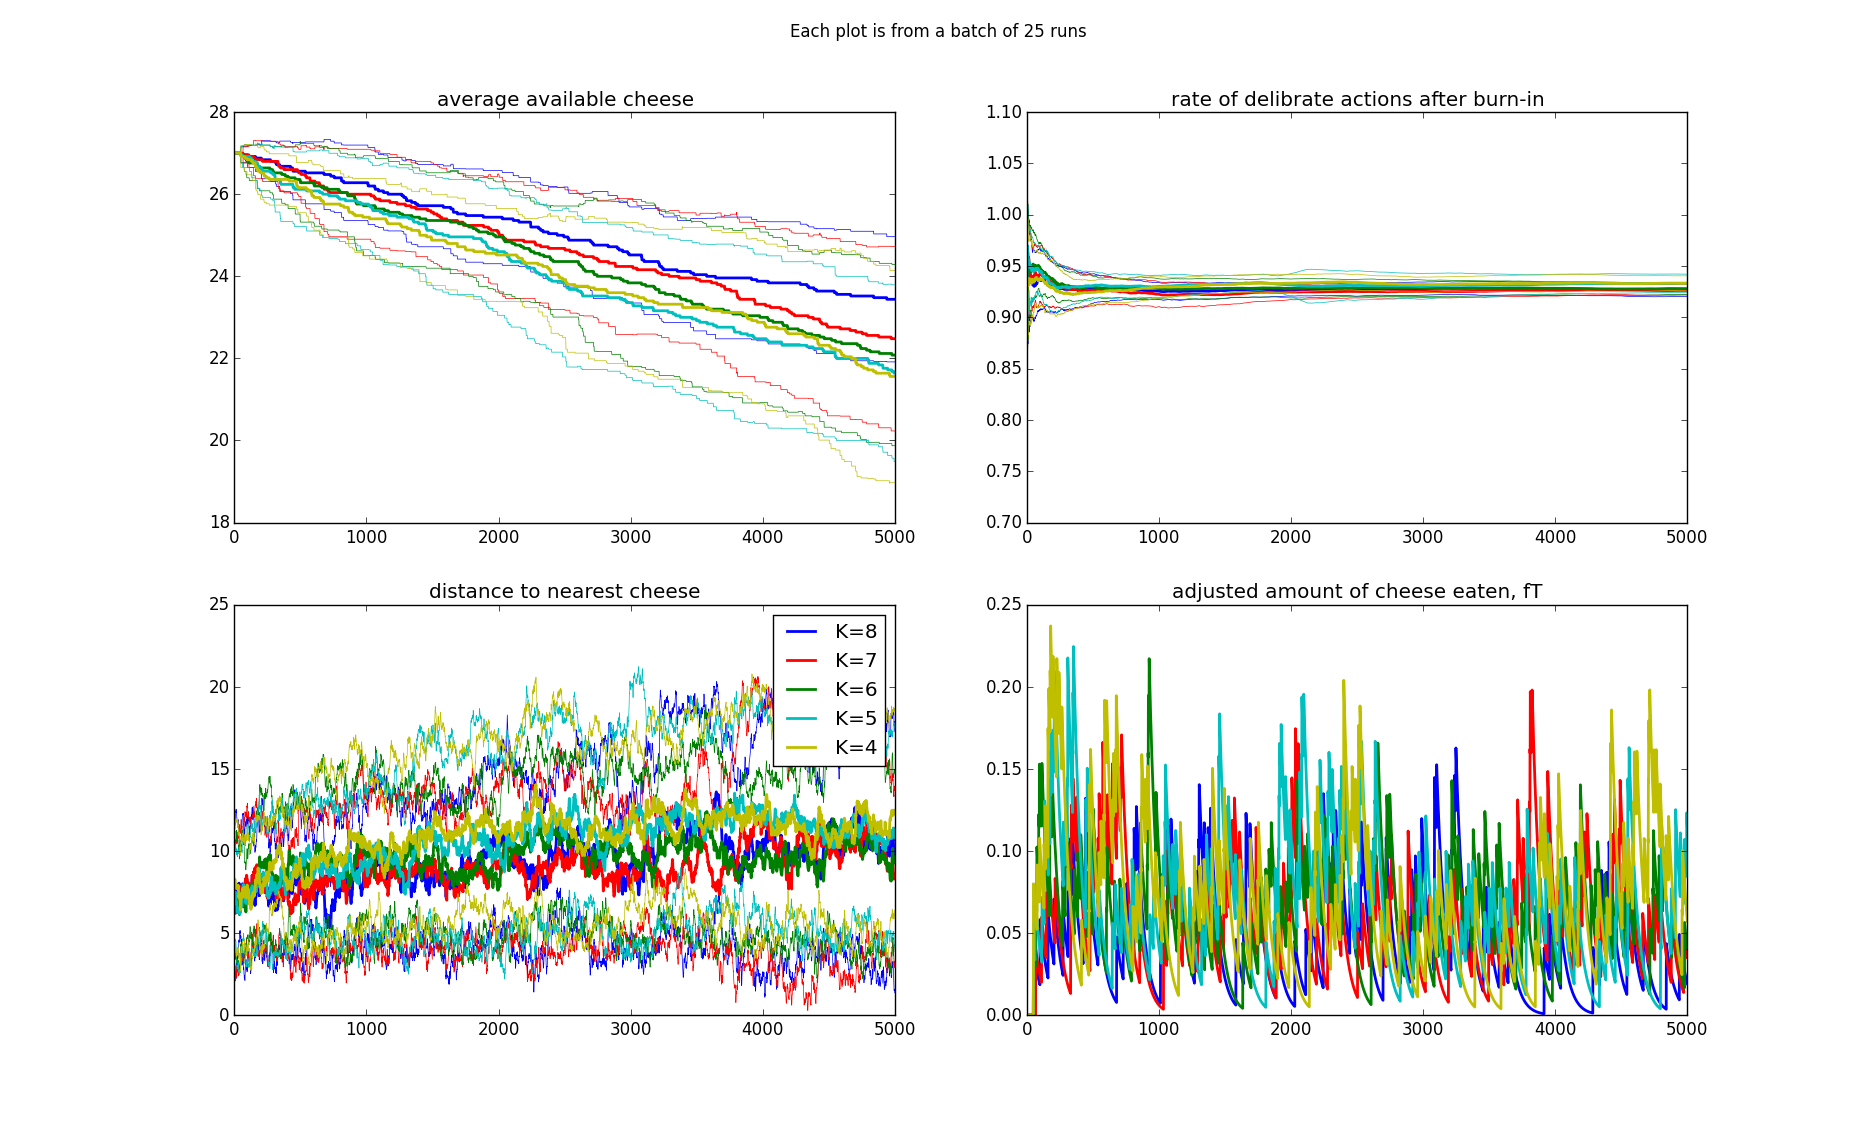 Each plot is from a batch of 25 runs
average available cheese
28
26
24
22
20
18
0 1000 2000 3000 4000 5000
rate of delibrate actions after burn-in
1.10
1.05
1.00
0.95
0.90
0.85
0.80
0.75
0.70
0 1000 2000 3000 4000 5000
distance to nearest cheese
25
20
15
10
5
0
K=8
K=7
K=6
K=5
K=4
0 1000 2000 3000 4000 5000
adjusted amount of cheese eaten, fT
0.25
0.20
0.15
0.10
0.05
0.00
0 1000 2000 3000 4000 5000